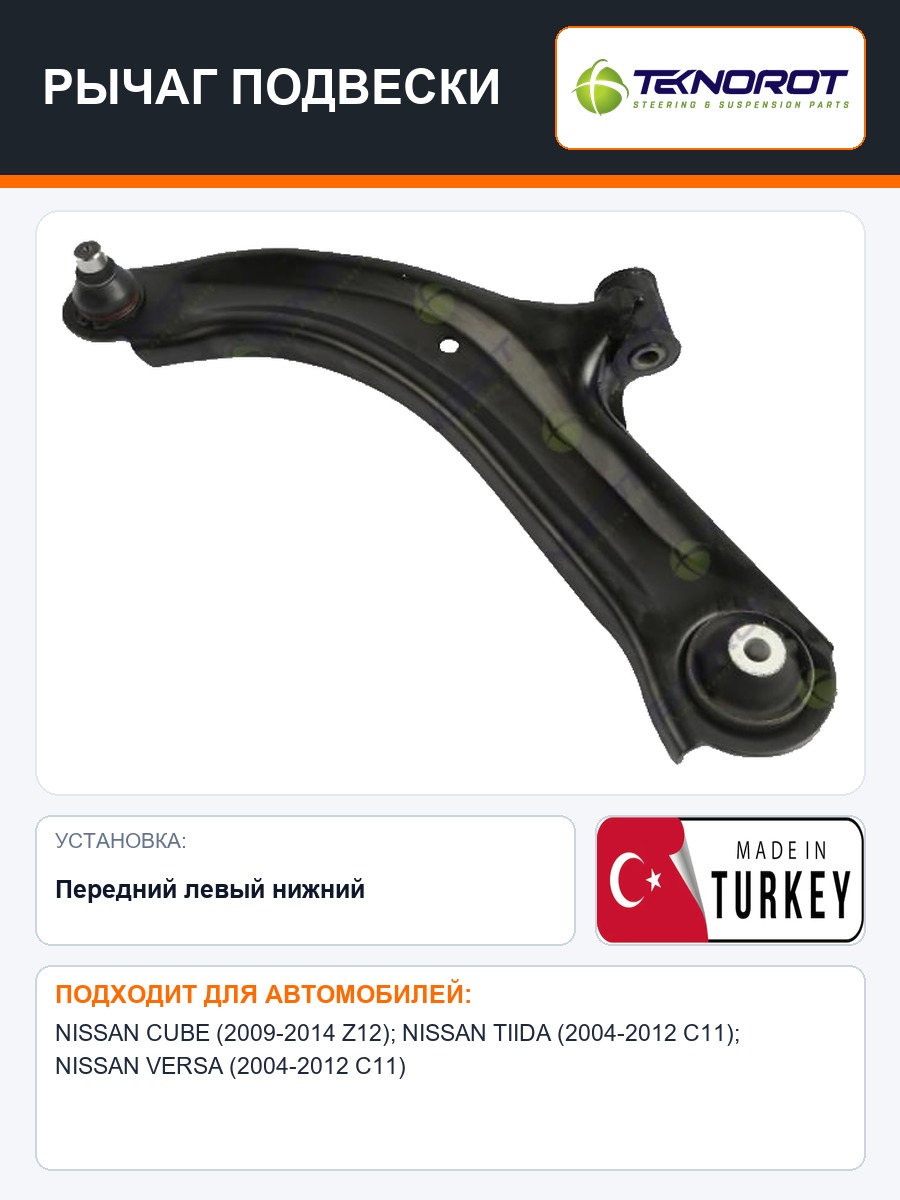 РЫЧАГ ПОДВЕСКИ
TEKNOROT
STEERING & SUSPENSION PARTS
УСТАНОВКА:
Передний левый нижний
MADE IN
TURKEY
ПОДХОДИТ ДЛЯ АВТОМОБИЛЕЙ:
NISSAN CUBE (2009-2014 Z12); NISSAN TIIDA (2004-2012 C11);
NISSAN VERSA (2004-2012 C11)